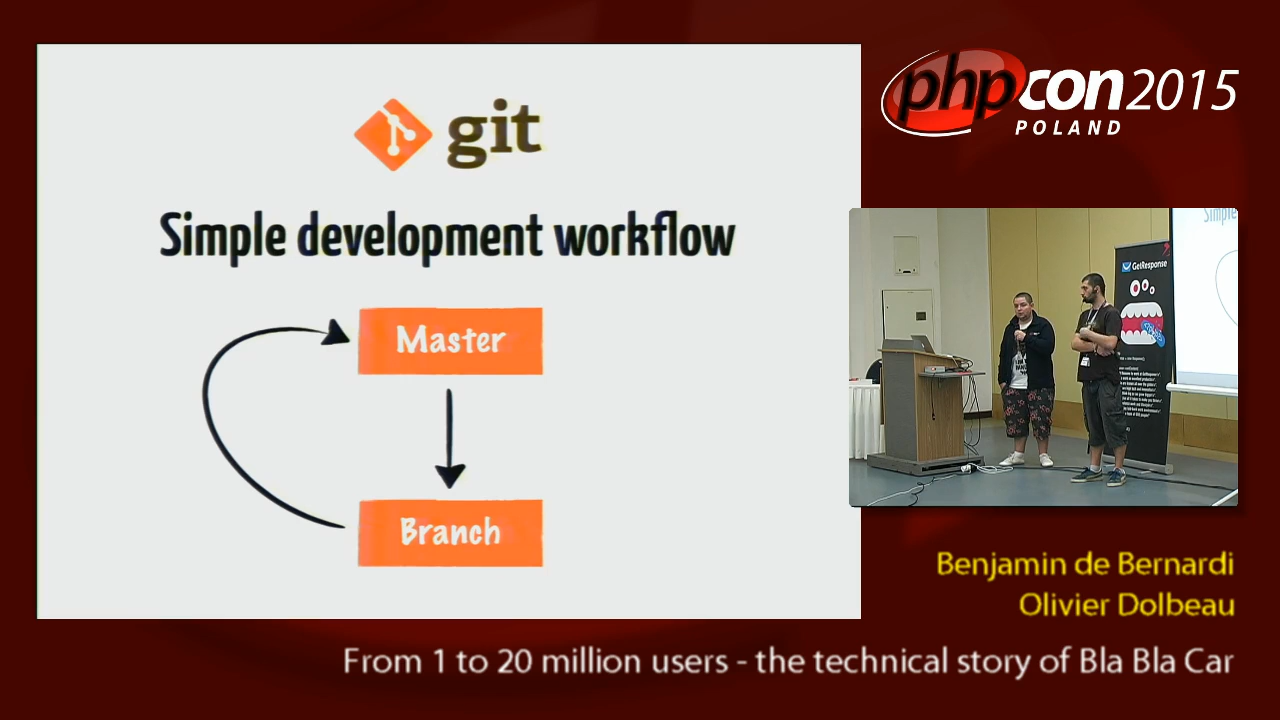 git
Simple development workflow
Master
Branch
phpcon2015
POLAND
Simple
GetResponse
Benjamin de Bernardi
Olivier Dolbeau
From 1 to 20 million users - the technical story of Bla Bla Car